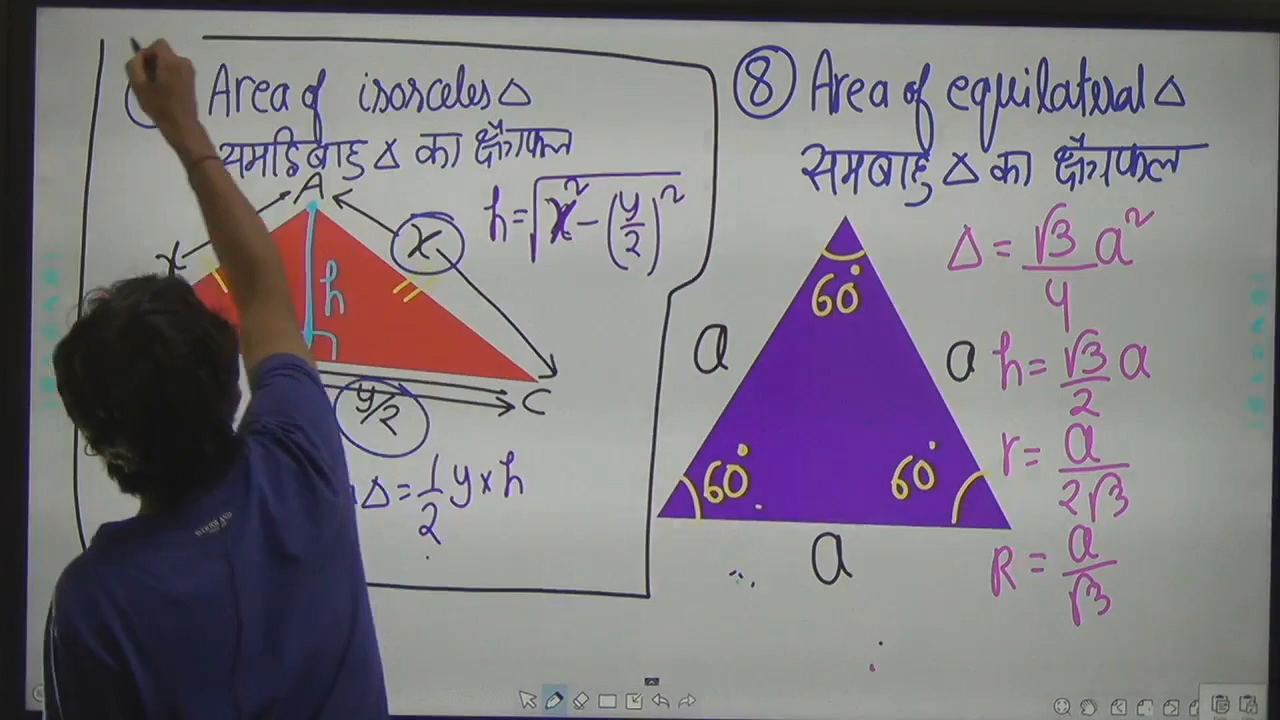 Area of isosceles △
समद्विबाहु △ का क्षेत्रफल
A
x
x
h = √x² - (y/2)²
h
y/2
C
△ = 1/2 y × h
⑧ Area of equilateral △
समबाहु △ का क्षेत्रफल
60°
60°
60°
a
a
a
△ = √3/4 a²
h = √3/2 a
r = a/2√3
R = a/√3